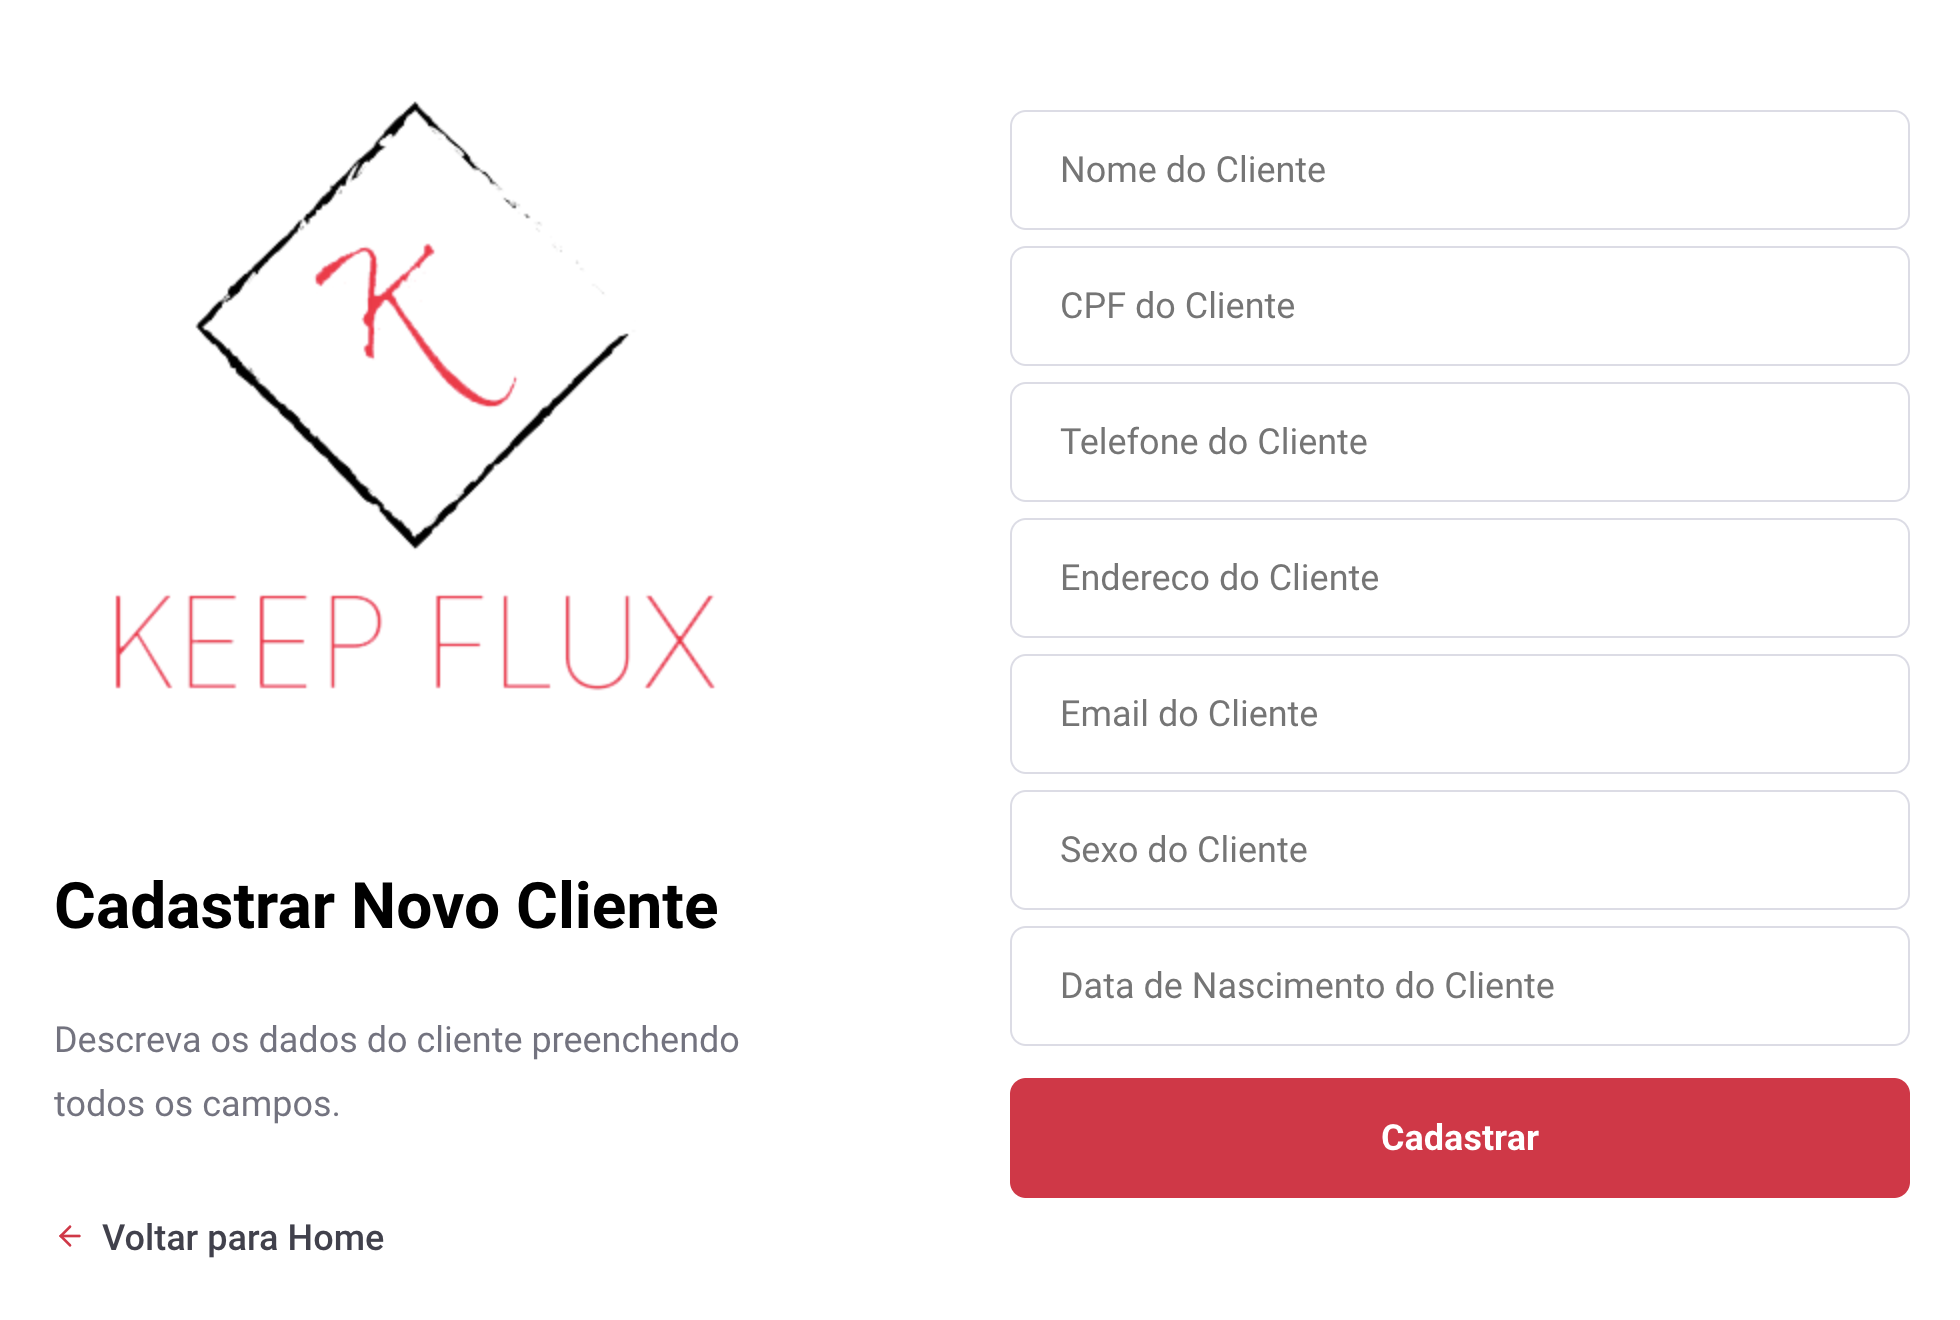 K
KEEP FLUX
Cadastrar Novo Cliente
Descreva os dados do cliente preenchendo
todos os campos.
← Voltar para Home
Nome do Cliente
CPF do Cliente
Telefone do Cliente
Endereco do Cliente
Email do Cliente
Sexo do Cliente
Data de Nascimento do Cliente
Cadastrar